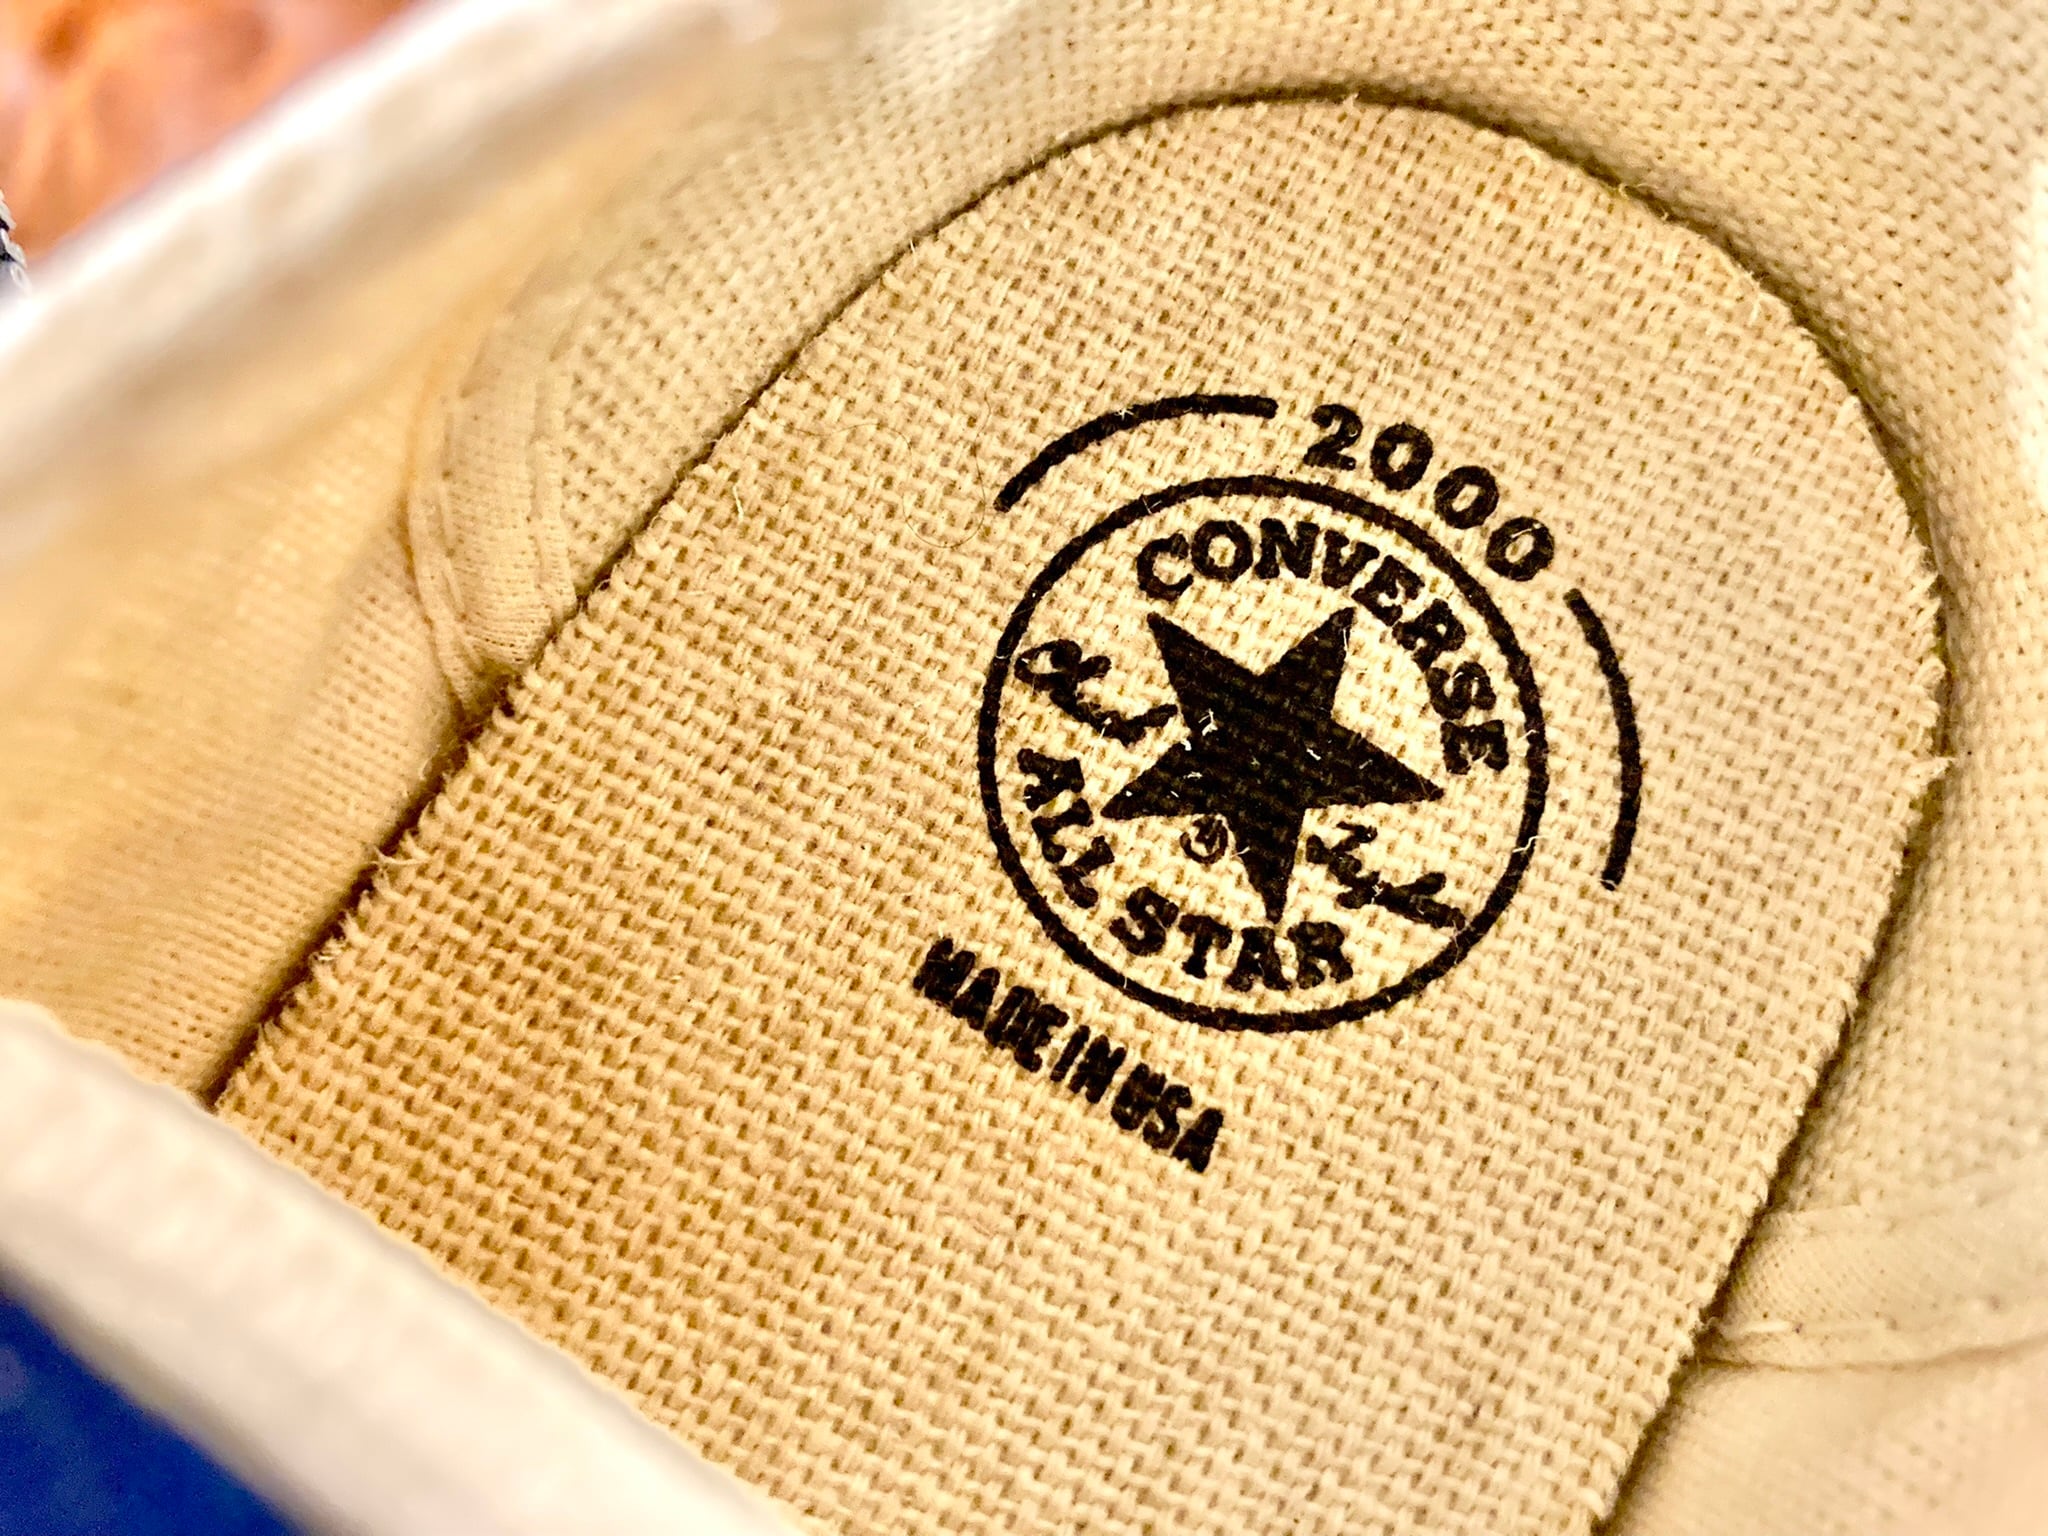 2000
CONVERSE
ALL STAR
®
MADE IN USA